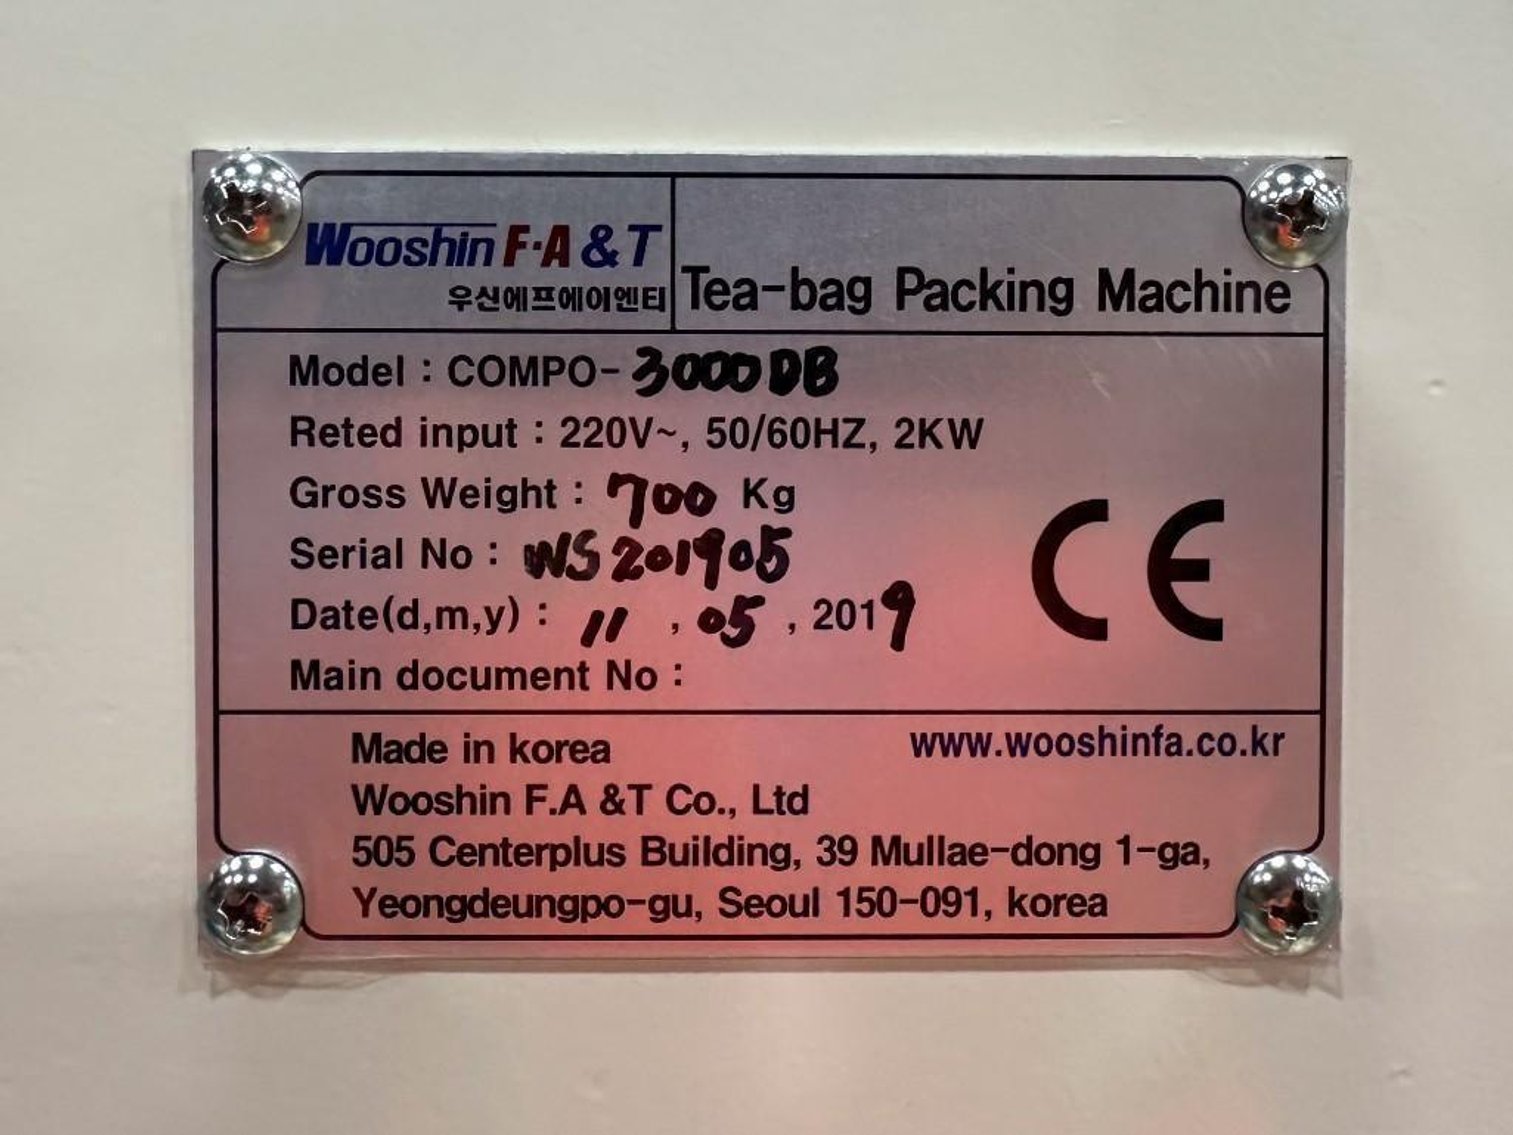 Wooshin F·A & T
우신에프에이엔티
Tea-bag Packing Machine
Model : COMPO-3000DB
Reted input : 220V~, 50/60HZ, 2KW
Gross Weight : 700 Kg
Serial No : WS201905
Date(d,m,y) : 11 , 05 , 2019
Main document No :
CE
Made in korea
www.wooshinfa.co.kr
Wooshin F.A &T Co., Ltd
505 Centerplus Building, 39 Mullae-dong 1-ga,
Yeongdeungpo-gu, Seoul 150-091, korea